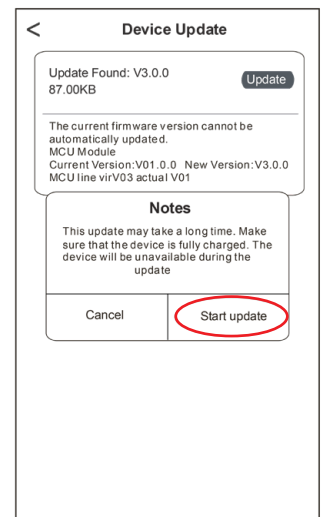 < Device Update
Update Found: V3.0.0
87.00KB
Update
The current firmware version cannot be
automatically updated.
MCU Module
Current Version:V01.0.0 New Version:V3.0.0
MCU line virV03 actual V01
Notes
This update may take a long time. Make
sure that the device is fully charged. The
device will be unavailable during the
update
Cancel
Start update